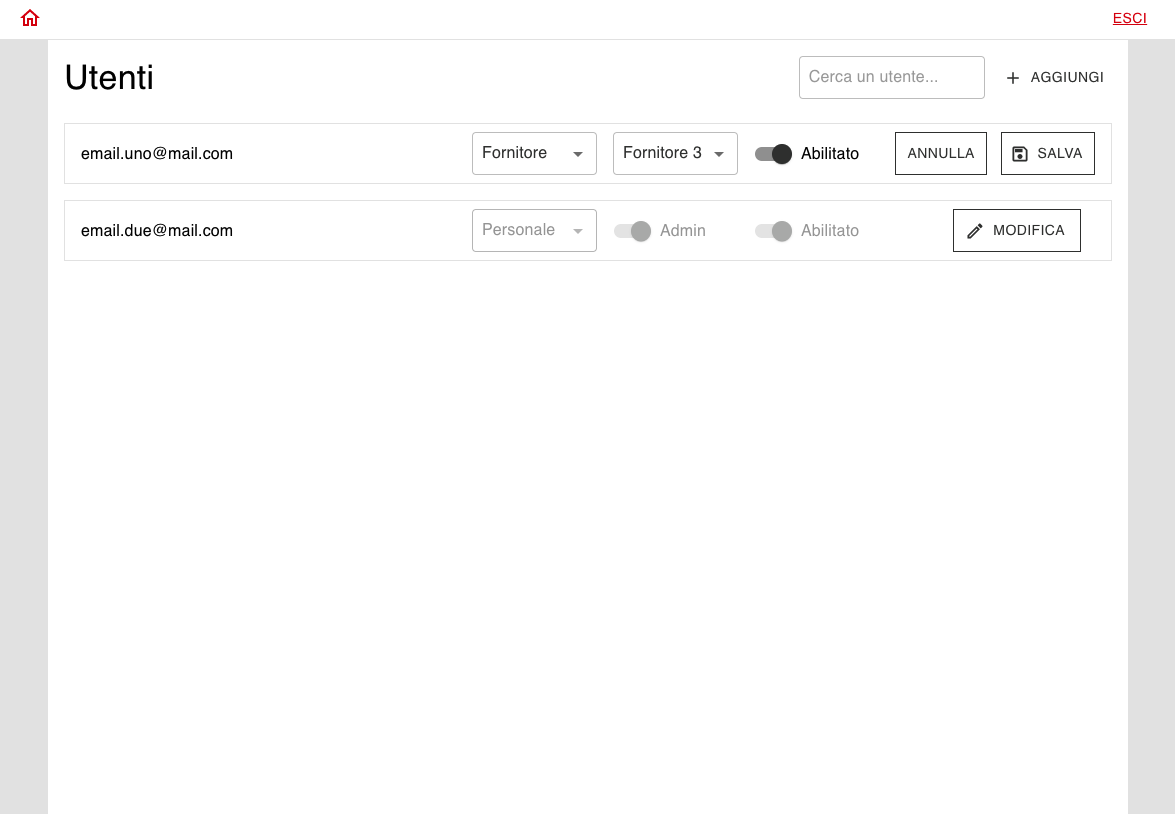 ESCI
Utenti
Cerca un utente...
AGGIUNGI
email.uno@mail.com
Fornitore
Fornitore 3
Abilitato
ANNULLA
SALVA
email.due@mail.com
Personale
Admin
Abilitato
MODIFICA